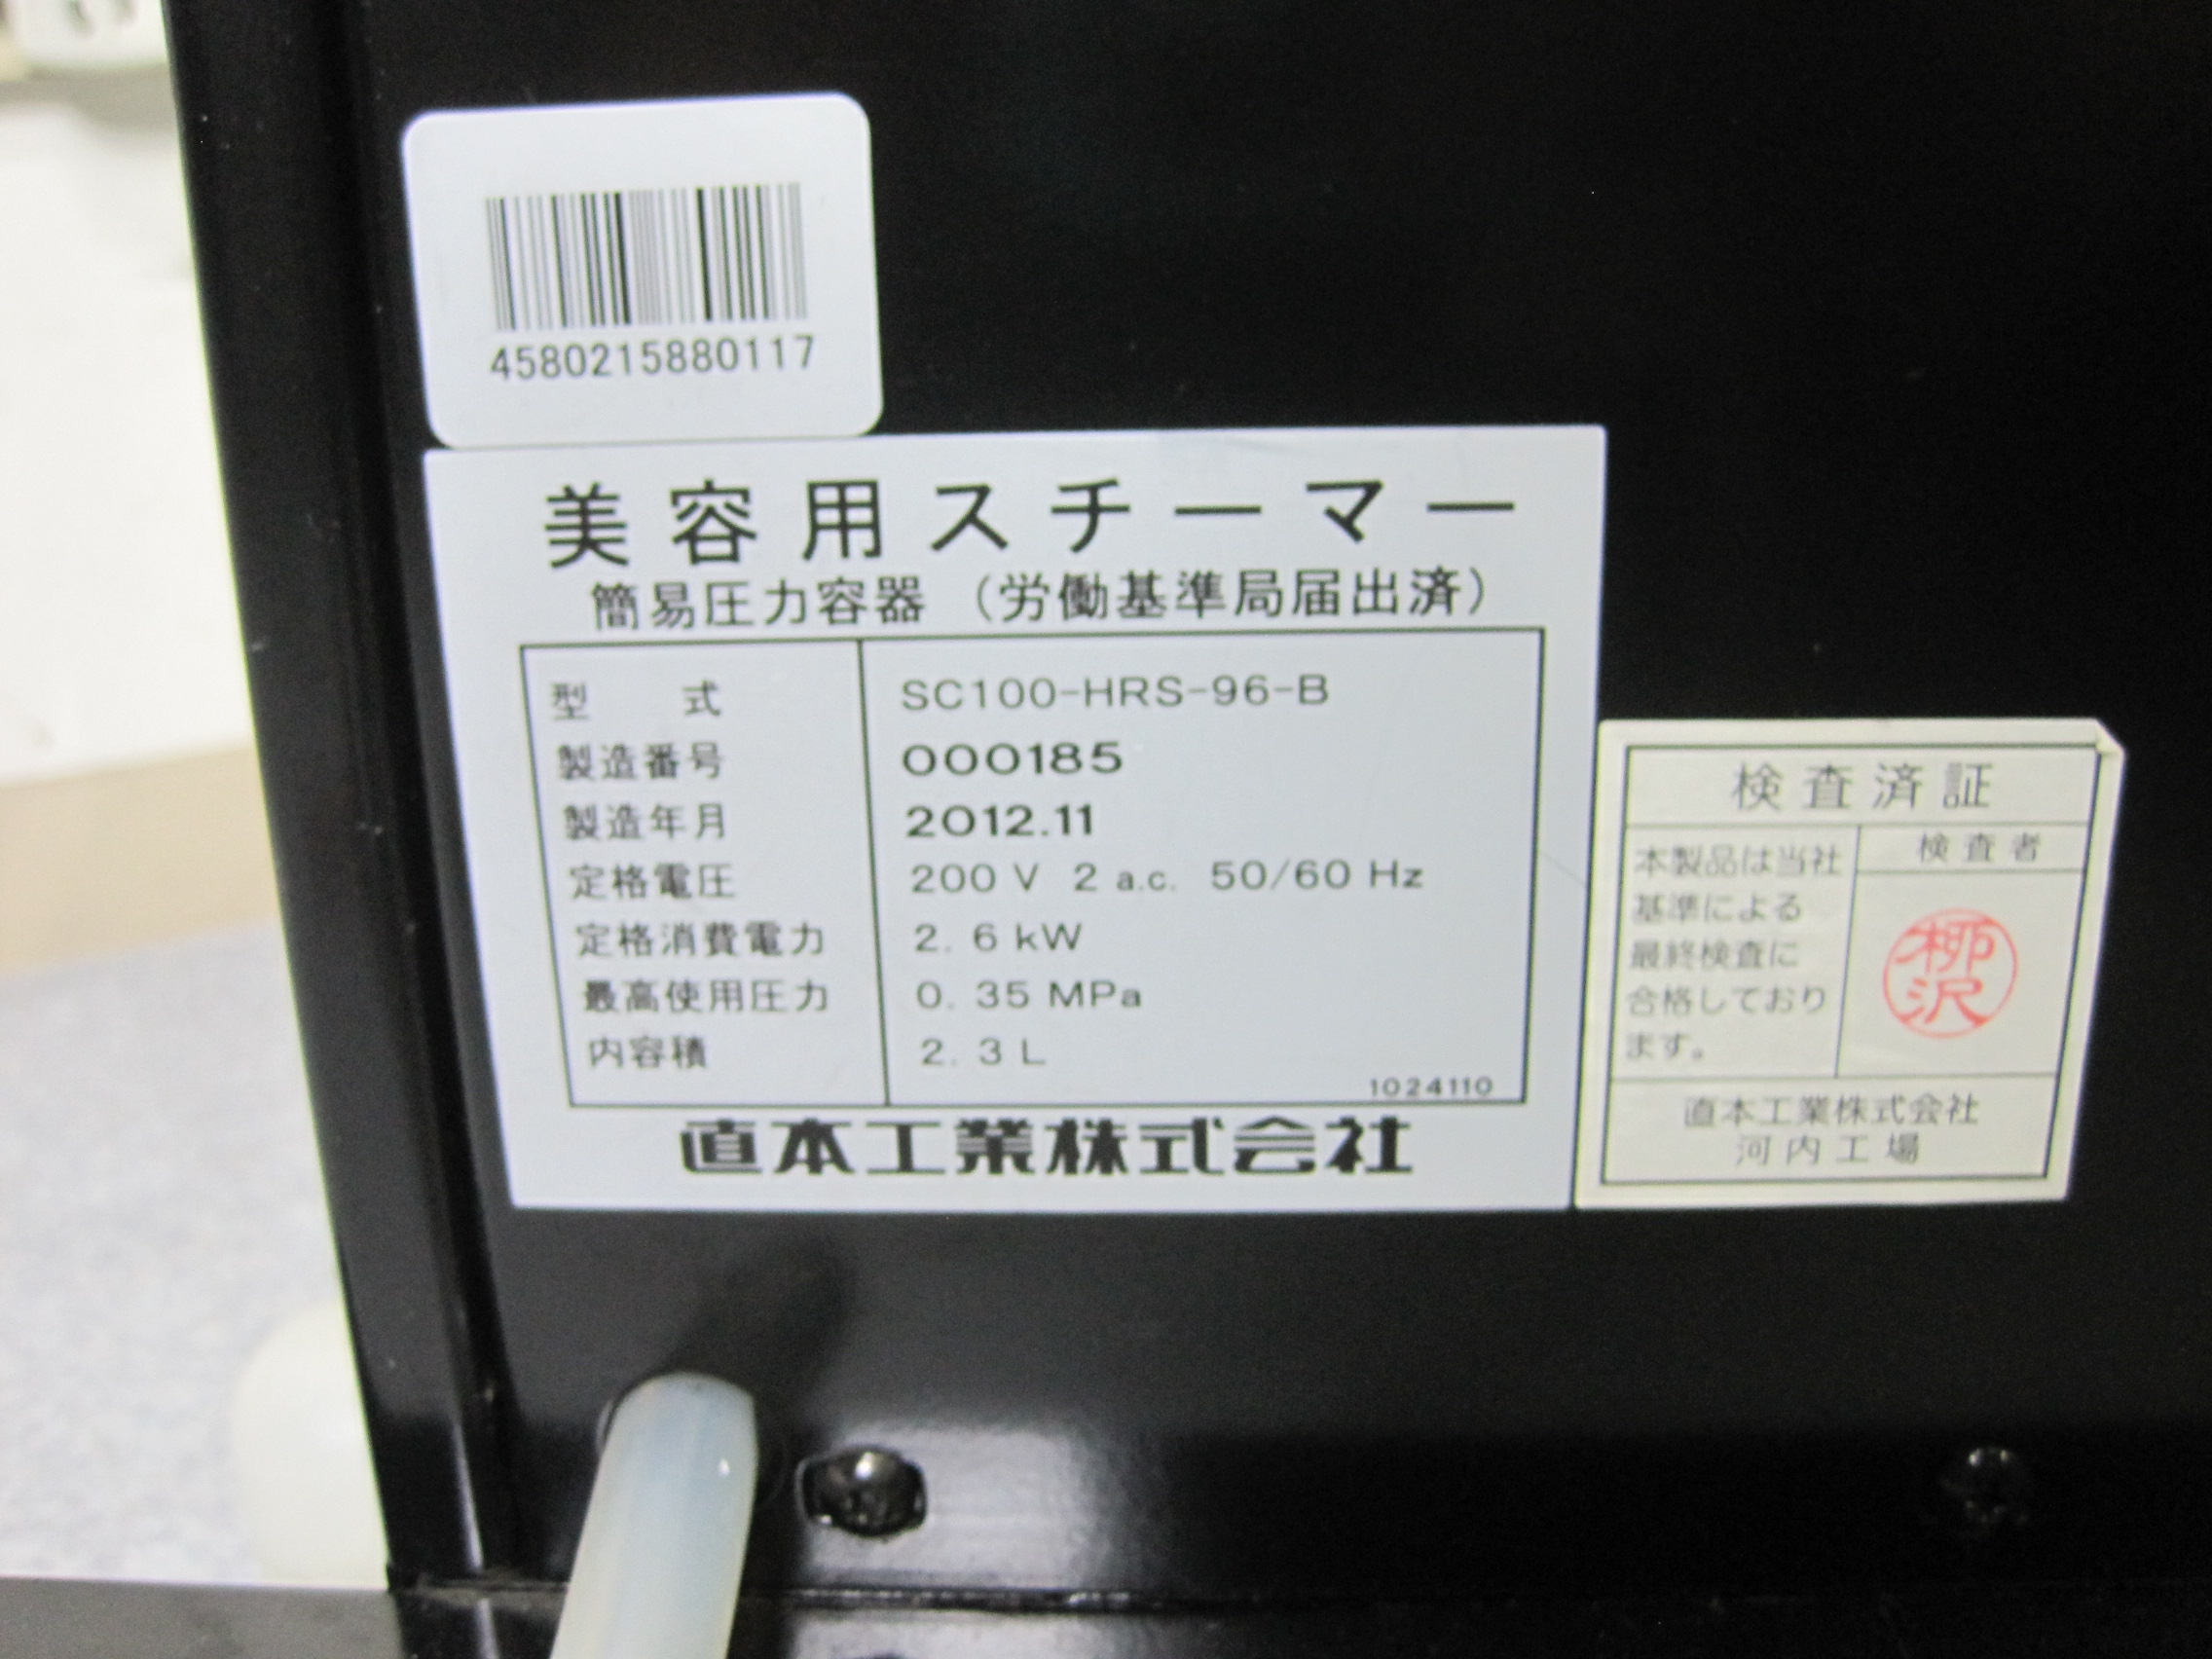 4580215880117
美容用スチーマー
簡易圧力容器 (労働基準局届出済)
型 式 SC100-HRS-96-B
製造番号 000185
製造年月 2012.11
定格電圧 200 V 2 a.c. 50/60 Hz
定格消費電力 2.6 kW
最高使用圧力 0.35 MPa
内容積 2.3 L
1024110
直本工業株式会社
検査済証
本製品は当社
基準による
最終検査に
合格しており
ます。
検査者
柳
沢
直本工業株式会社
河内工場